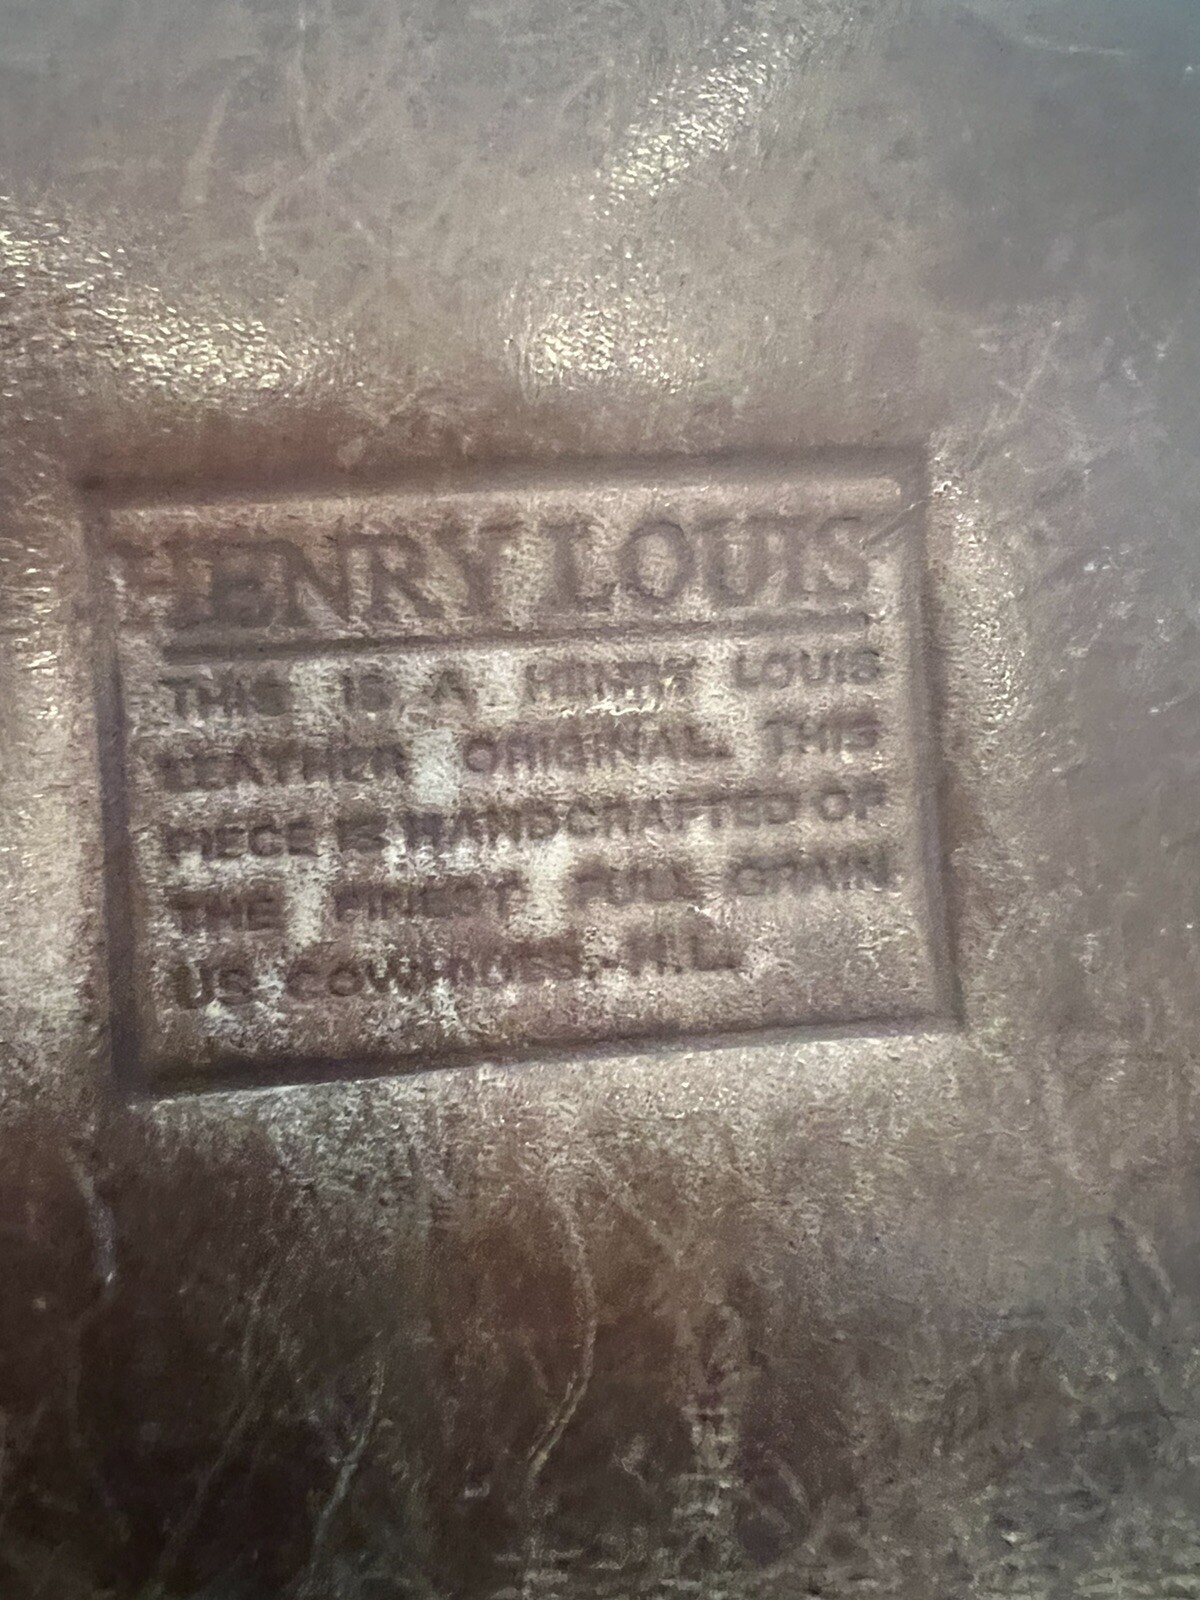 HENRY LOUIS
THIS IS A HENRY LOUIS
LEATHER ORIGINAL. THIS
PIECE IS HANDCRAFTED OF
THE FINEST FULL GRAIN
US COWHIDES.-H.L.